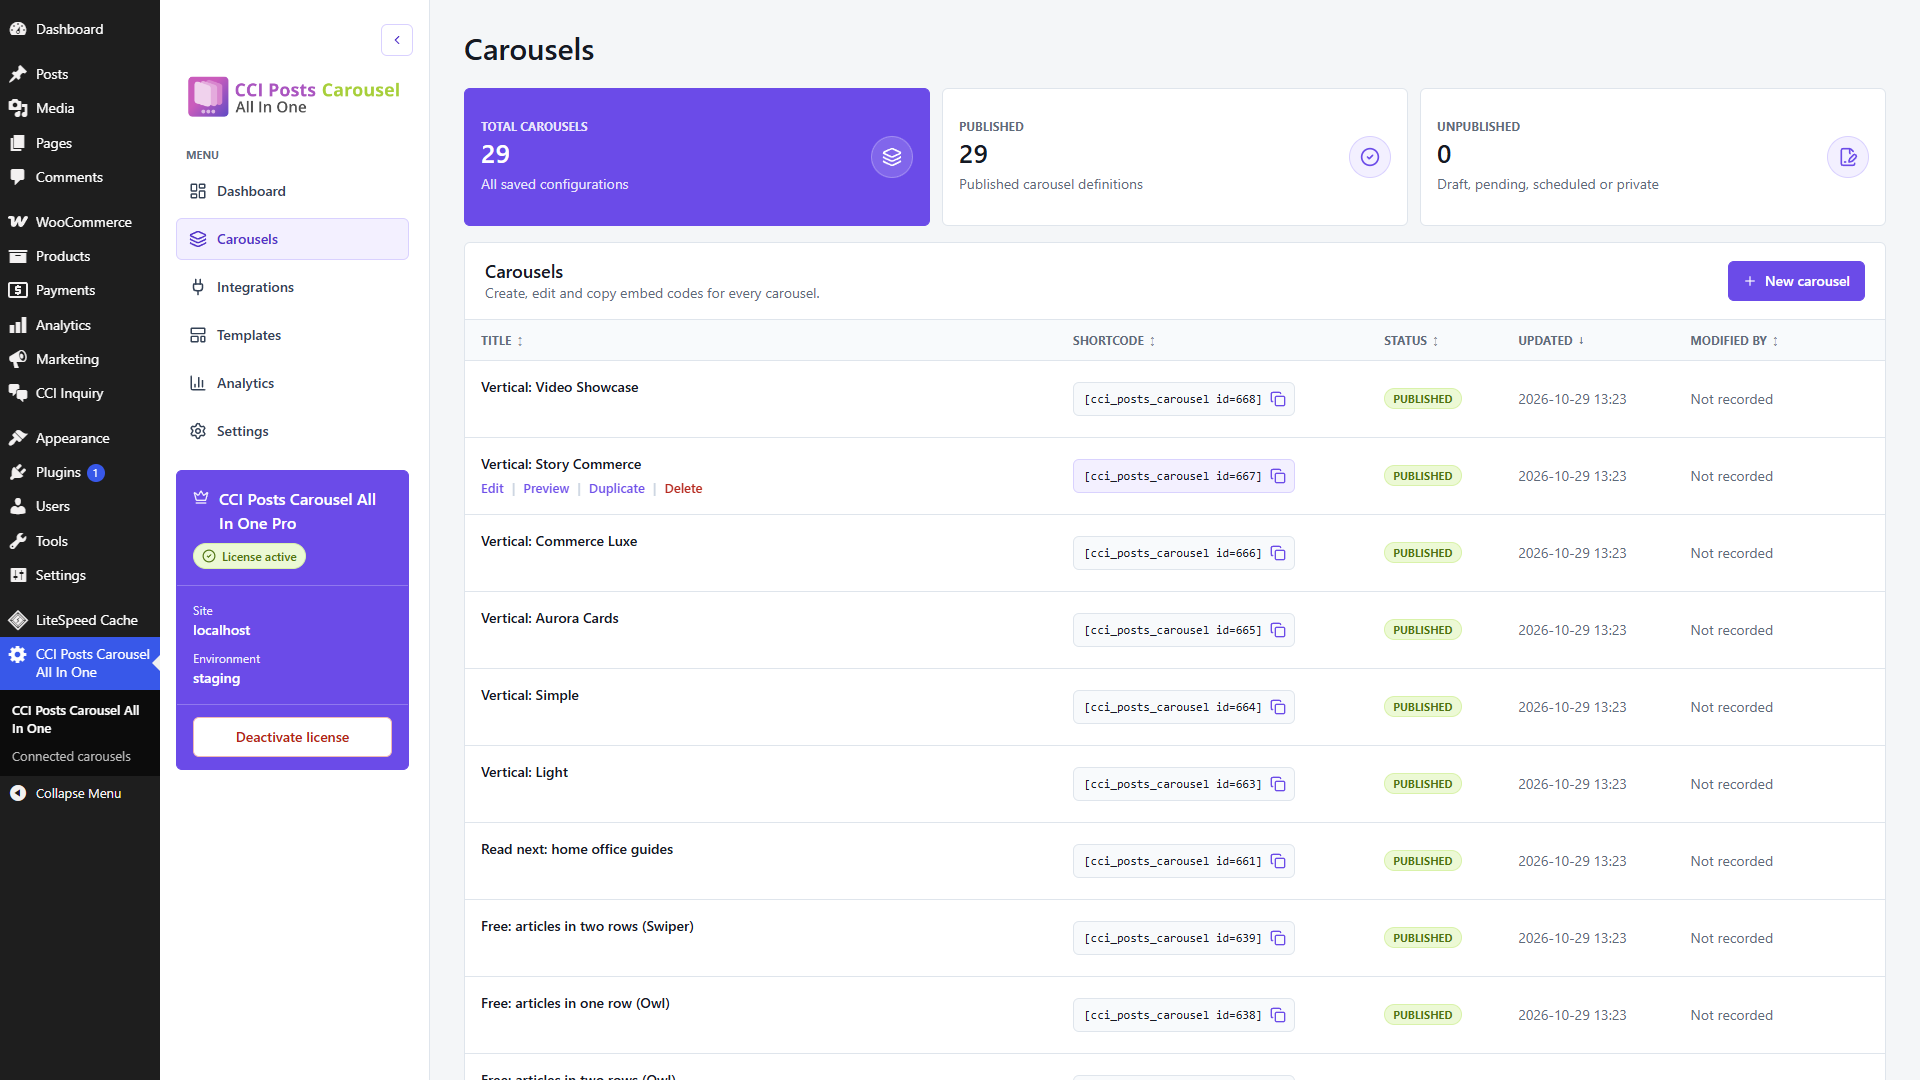 Dashboard
Posts
Media
Pages
Comments
WooCommerce
Products
Payments
Analytics
Marketing
CCI Inquiry
Appearance
Plugins 1
Users
Tools
Settings
LiteSpeed Cache
CCI Posts Carousel
All In One
CCI Posts Carousel All
In One
Connected carousels
Collapse Menu
CCI Posts Carousel
All In One
MENU
Dashboard
Carousels
Integrations
Templates
Analytics
Settings
CCI Posts Carousel All
In One Pro
License active
Site
localhost
Environment
staging
Deactivate license
Carousels
TOTAL CAROUSELS
29
All saved configurations
PUBLISHED
29
Published carousel definitions
UNPUBLISHED
0
Draft, pending, scheduled or private
Carousels
Create, edit and copy embed codes for every carousel.
+ New carousel
TITLE ↕ SHORTCODE ↕ STATUS ↕ UPDATED ↓ MODIFIED BY ↕
Vertical: Video Showcase [cci_posts_carousel id=668] PUBLISHED 2026-10-29 13:23 Not recorded
Vertical: Story Commerce [cci_posts_carousel id=667] PUBLISHED 2026-10-29 13:23 Not recorded
Edit | Preview | Duplicate | Delete
Vertical: Commerce Luxe [cci_posts_carousel id=666] PUBLISHED 2026-10-29 13:23 Not recorded
Vertical: Aurora Cards [cci_posts_carousel id=665] PUBLISHED 2026-10-29 13:23 Not recorded
Vertical: Simple [cci_posts_carousel id=664] PUBLISHED 2026-10-29 13:23 Not recorded
Vertical: Light [cci_posts_carousel id=663] PUBLISHED 2026-10-29 13:23 Not recorded
Read next: home office guides [cci_posts_carousel id=661] PUBLISHED 2026-10-29 13:23 Not recorded
Free: articles in two rows (Swiper) [cci_posts_carousel id=639] PUBLISHED 2026-10-29 13:23 Not recorded
Free: articles in one row (Owl) [cci_posts_carousel id=638] PUBLISHED 2026-10-29 13:23 Not recorded
Free: articles in two rows (Owl)